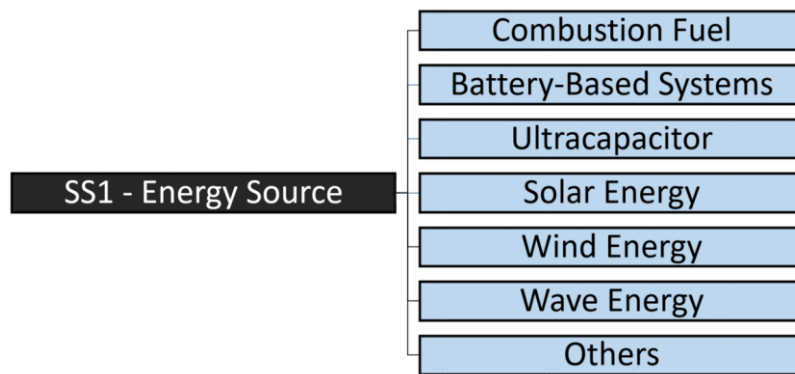 Combustion Fuel
Battery-Based Systems
Ultracapacitor
SS1 - Energy Source
Solar Energy
Wind Energy
Wave Energy
Others